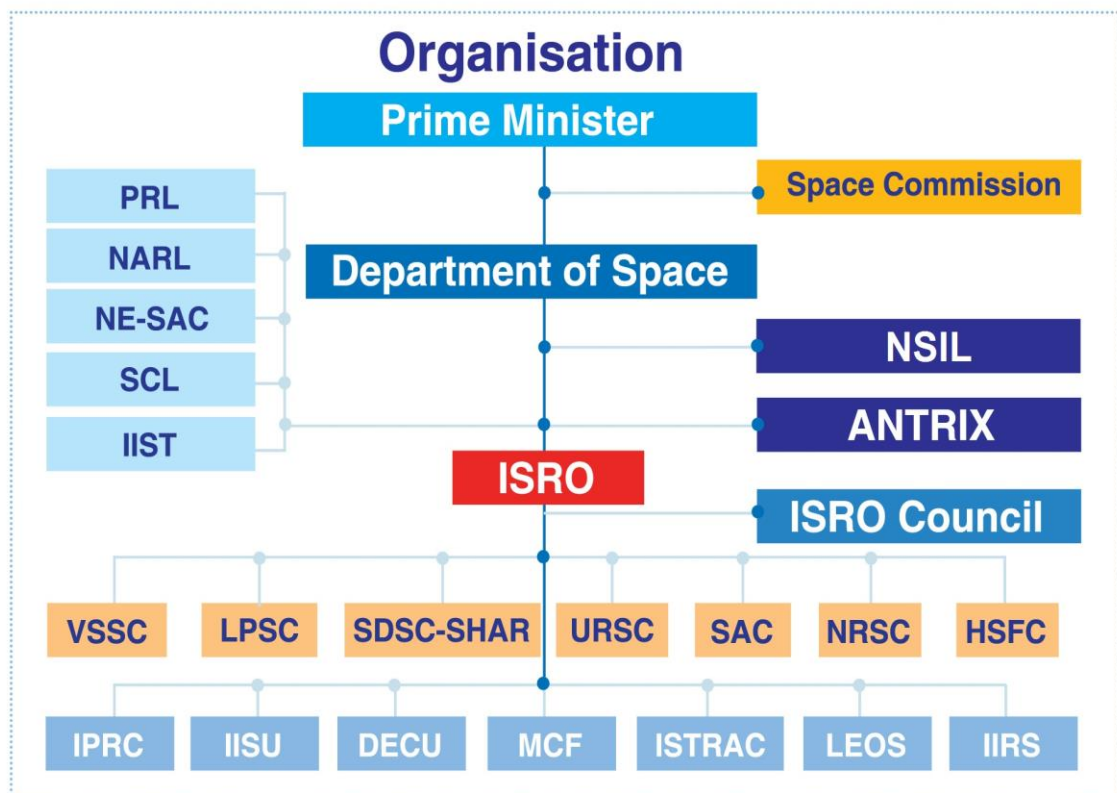 Organisation
Prime Minister
Space Commission
PRL
NARL
NE-SAC
SCL
IIST
Department of Space
NSIL
ANTRIX
ISRO
ISRO Council
VSSC
LPSC
SDSC-SHAR
URSC
SAC
NRSC
HSFC
IPRC
IISU
DECU
MCF
ISTRAC
LEOS
IIRS